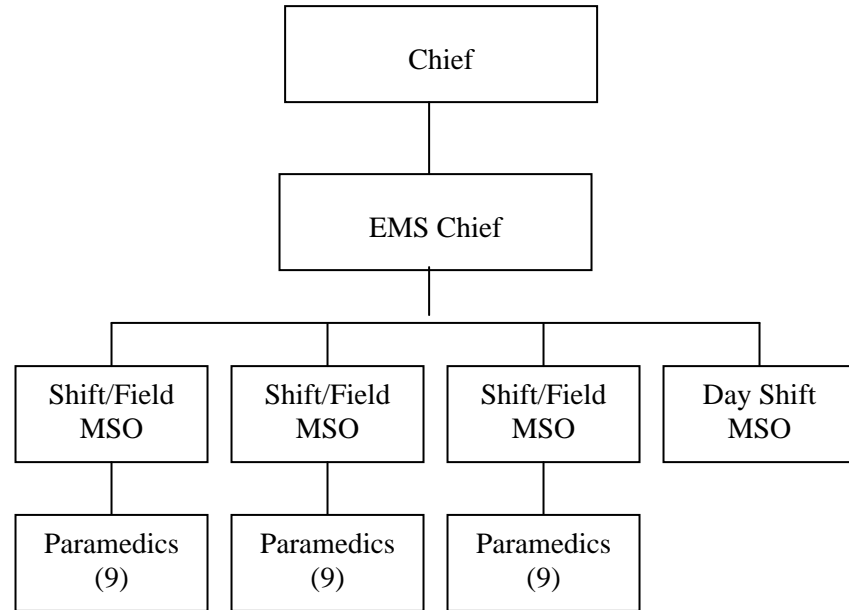 Chief
EMS Chief
Shift/Field
MSO
Shift/Field
MSO
Shift/Field
MSO
Day Shift
MSO
Paramedics
(9)
Paramedics
(9)
Paramedics
(9)